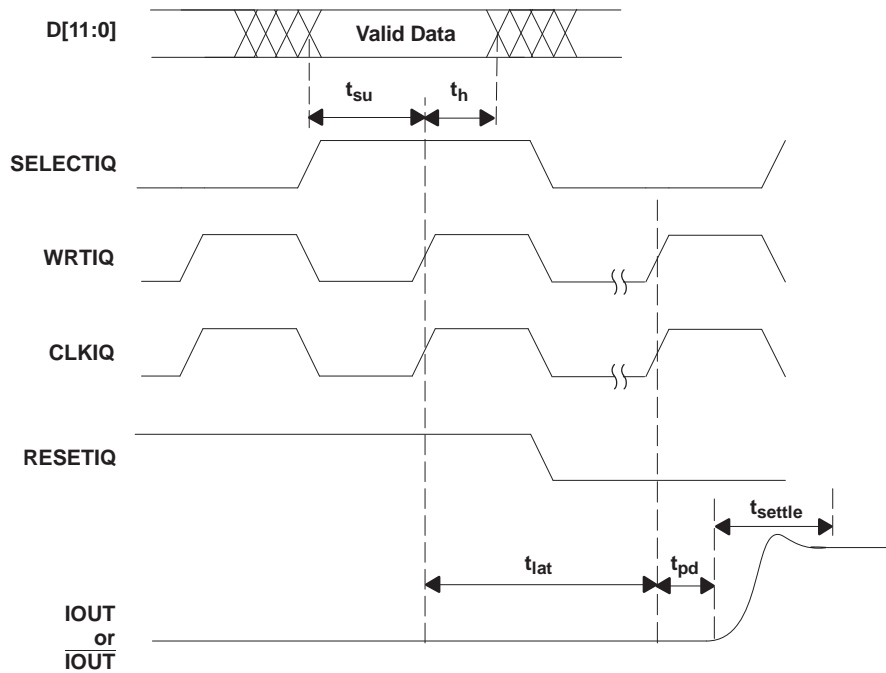 D[11:0]
Valid Data
tsu
th
SELECTIQ
WRTIQ
CLKIQ
RESETIQ
tsettle
tlat
tpd
IOUT
or
IOUT